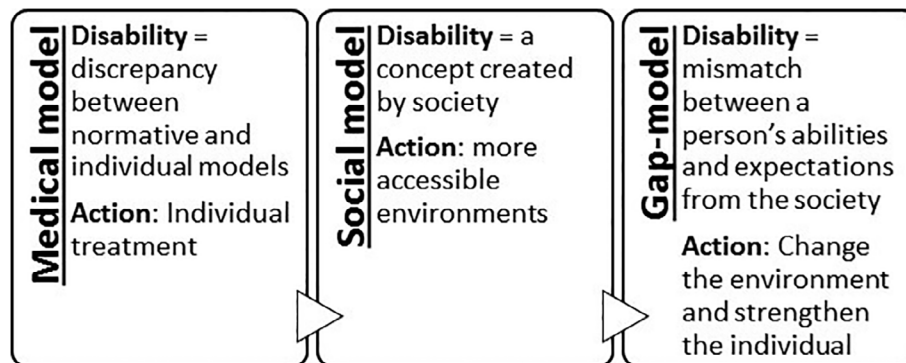 Medical model
Disability =
discrepancy
between
normative and
individual models
Action: Individual
treatment
Social model
Disability = a
concept created
by society
Action: more
accessible
environments
Gap-model
Disability =
mismatch
between a
person's abilities
and expectations
from the society
Action: Change
the environment
and strengthen
the individual